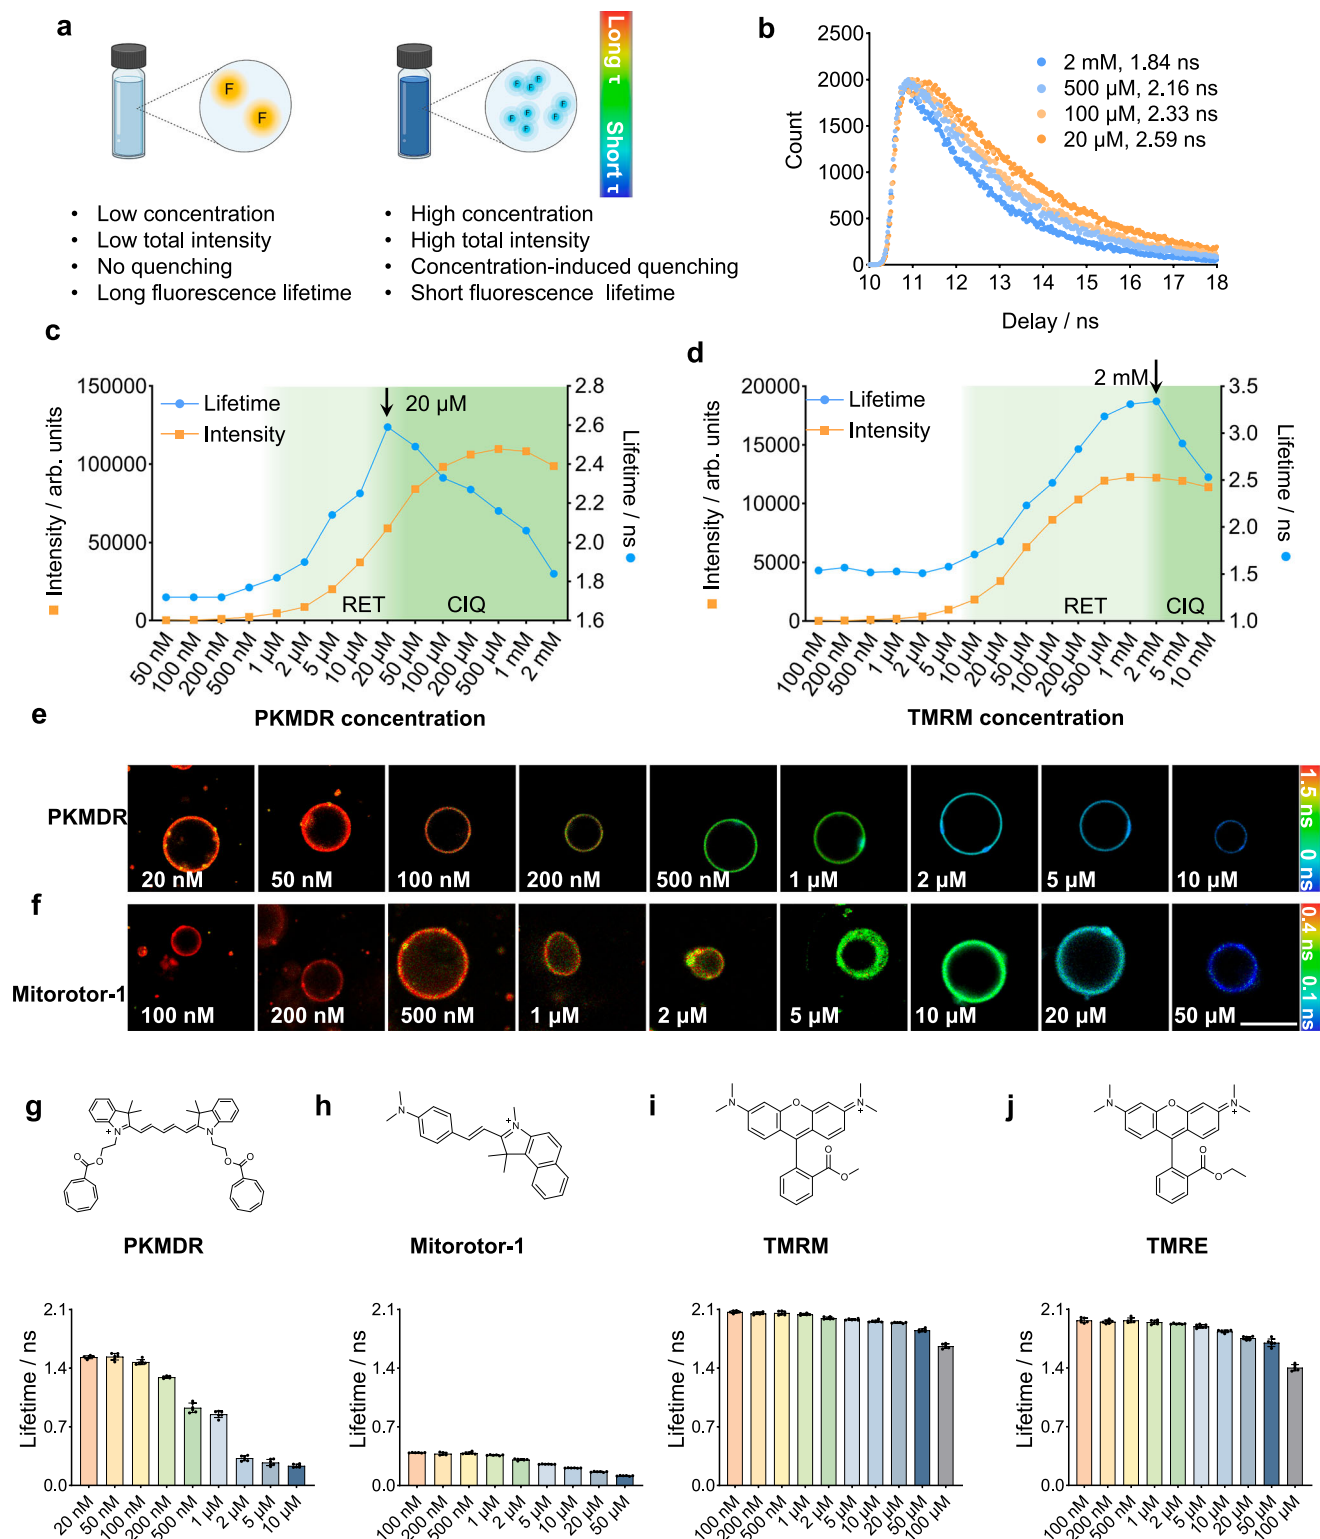 a
F
F
F
F
F
F
F
F
F
F
F
Long τ
Short τ
• Low concentration
• Low total intensity
• No quenching
• Long fluorescence lifetime
• High concentration
• High total intensity
• Concentration-induced quenching
• Short fluorescence lifetime
b
2500
2000
1500
1000
500
0
Count
2 mM, 1.84 ns
500 µM, 2.16 ns
100 µM, 2.33 ns
20 µM, 2.59 ns
10 11 12 13 14 15 16 17 18
Delay / ns
c
150000
100000
50000
0
Intensity / arb. units
Lifetime
Intensity
20 µM
2.8
2.6
2.4
2.2
2.0
1.8
1.6
Lifetime / ns
RET
CIQ
50 nM 100 nM 200 nM 500 nM 1 µM 2 µM 5 µM 10 µM 20 µM 50 µM 100 µM 200 µM 500 µM 1 mM 2 mM
PKMDR concentration
d
20000
15000
10000
5000
0
Intensity / arb. units
Lifetime
Intensity
2 mM
3.5
3.0
2.5
2.0
1.5
1.0
Lifetime / ns
RET
CIQ
100 nM 200 nM 500 nM 1 µM 2 µM 5 µM 10 µM 20 µM 50 µM 100 µM 200 µM 500 µM 1 mM 2 mM 5 mM 10 mM
TMRM concentration
e
PKMDR
20 nM 50 nM 100 nM 200 nM 500 nM 1 µM 2 µM 5 µM 10 µM
1.5 ns
0 ns
f
Mitorotor-1
100 nM 200 nM 500 nM 1 µM 2 µM 5 µM 10 µM 20 µM 50 µM
0.4 ns
0.1 ns
g
N
+
N
O
O
O
O
PKMDR
h
N
N
+
Mitorotor-1
i
N
O
N
+
O
O
TMRM
j
N
O
N
+
O
O
TMRE
2.1
1.4
0.7
0.0
Lifetime / ns
20 nM 50 nM 100 nM 200 nM 500 nM 1 µM 2 µM 5 µM 10 µM
2.1
1.4
0.7
0.0
Lifetime / ns
100 nM 200 nM 500 nM 1 µM 2 µM 5 µM 10 µM 20 µM 50 µM
2.1
1.4
0.7
0.0
Lifetime / ns
100 nM 200 nM 500 nM 1 µM 2 µM 5 µM 10 µM 20 µM 50 µM 100 µM
2.1
1.4
0.7
0.0
Lifetime / ns
100 nM 200 nM 500 nM 1 µM 2 µM 5 µM 10 µM 20 µM 50 µM 100 µM